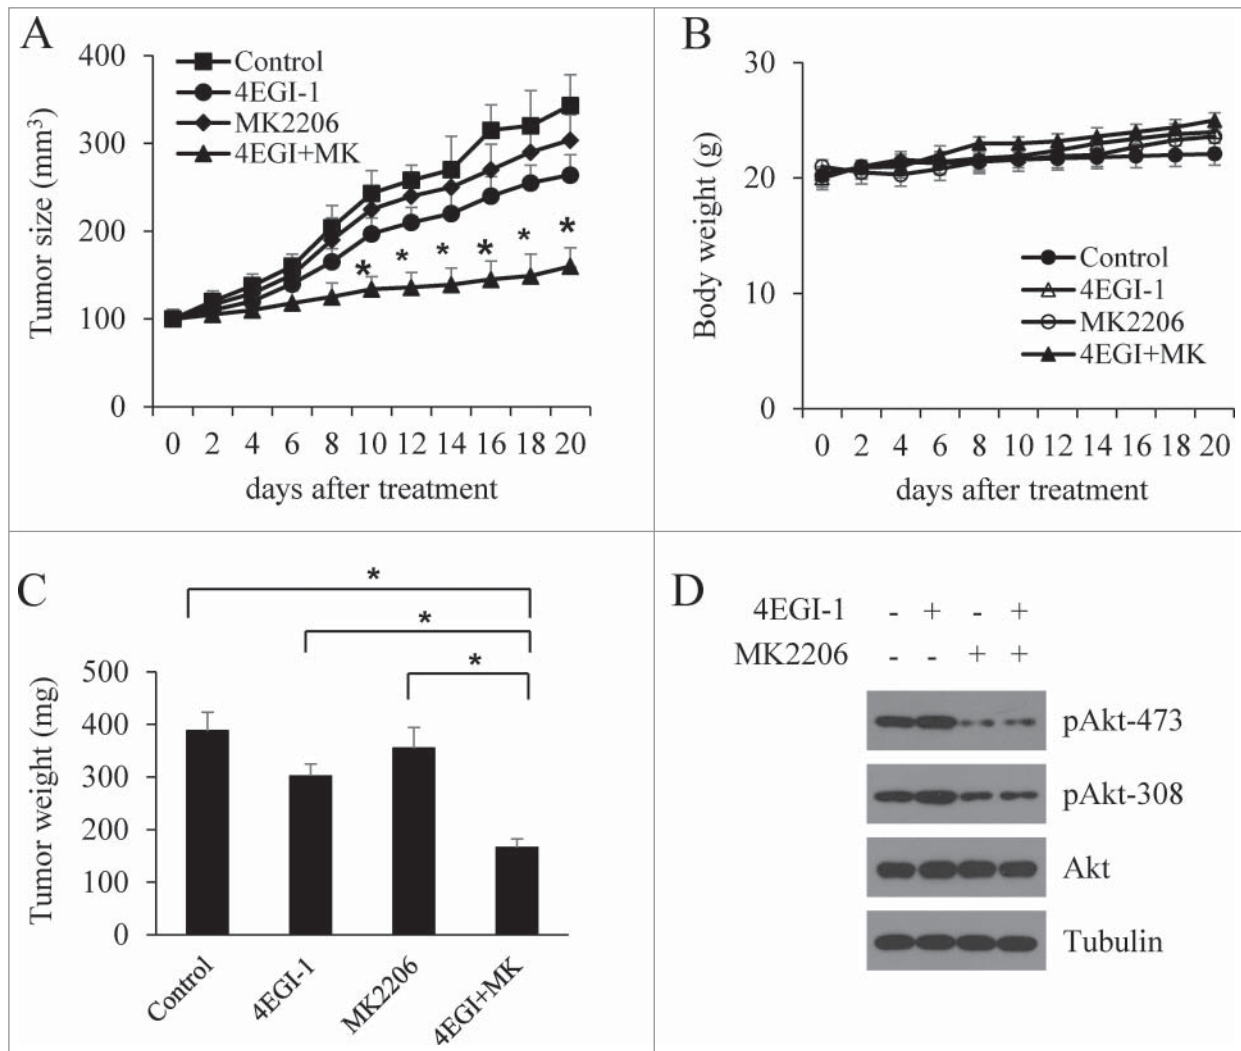 A
Control
4EGI-1
MK2206
4EGI+MK
Tumor size (mm³)
400
300
200
100
0
* * * * * *
0 2 4 6 8 10 12 14 16 18 20
days after treatment
B
Body weight (g)
30
20
10
0
Control
4EGI-1
MK2206
4EGI+MK
0 2 4 6 8 10 12 14 16 18 20
days after treatment
C
*
*
*
Tumor weight (mg)
500
400
300
200
100
0
Control
4EGI-1
MK2206
4EGI+MK
D
4EGI-1 - + - +
MK2206 - - + +
pAkt-473
pAkt-308
Akt
Tubulin